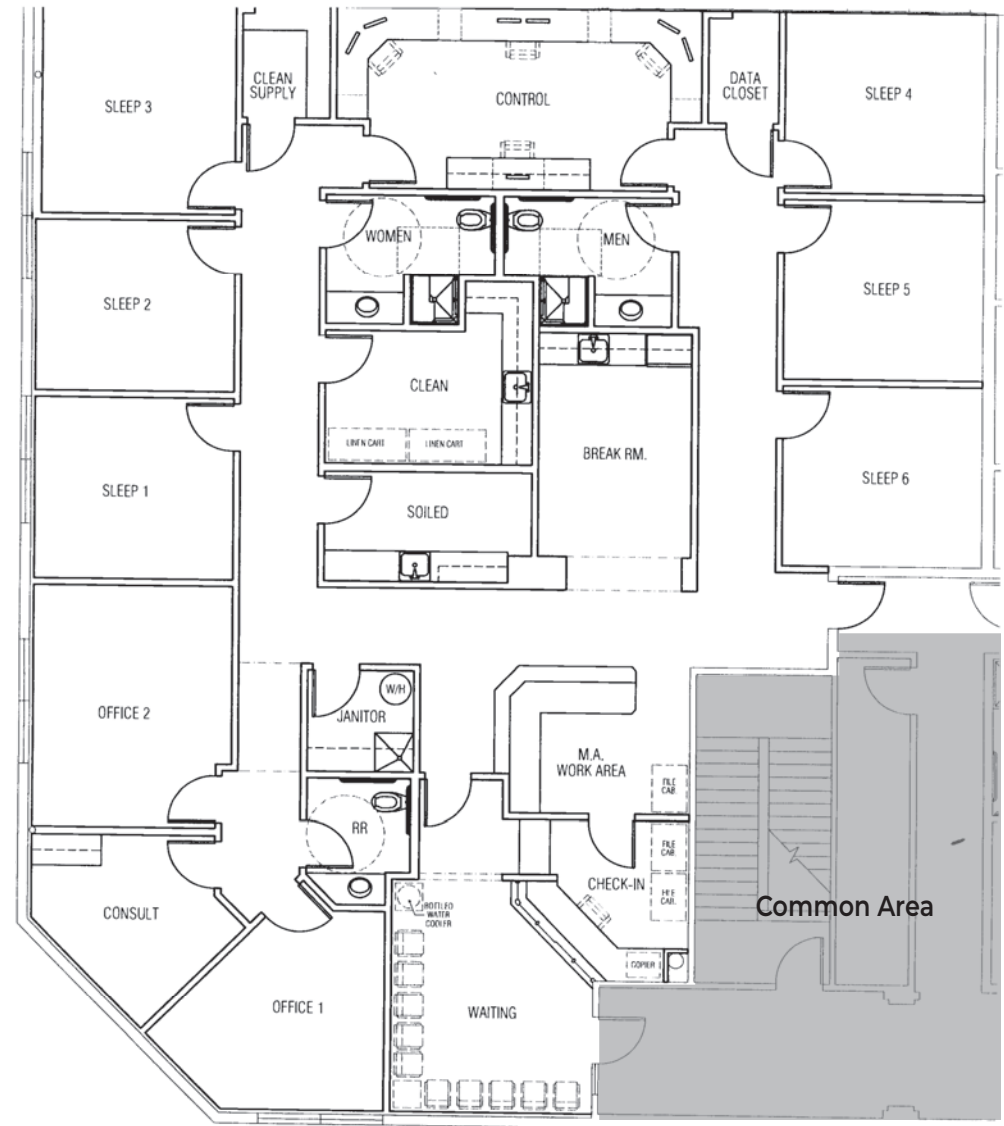 SLEEP 3
CLEAN
SUPPLY
CONTROL
DATA
CLOSET
SLEEP 4
WOMEN
MEN
SLEEP 2
SLEEP 5
CLEAN
LINEN CART
LINEN CART
BREAK RM.
SLEEP 1
SOILED
SLEEP 6
OFFICE 2
W/H
JANITOR
M.A.
WORK AREA
FILE
CAB.
RR
FILE
CAB.
CHECK-IN
FILE
CAB.
CONSULT
BOTTLED
WATER
COOLER
Common Area
COPIER
OFFICE 1
WAITING